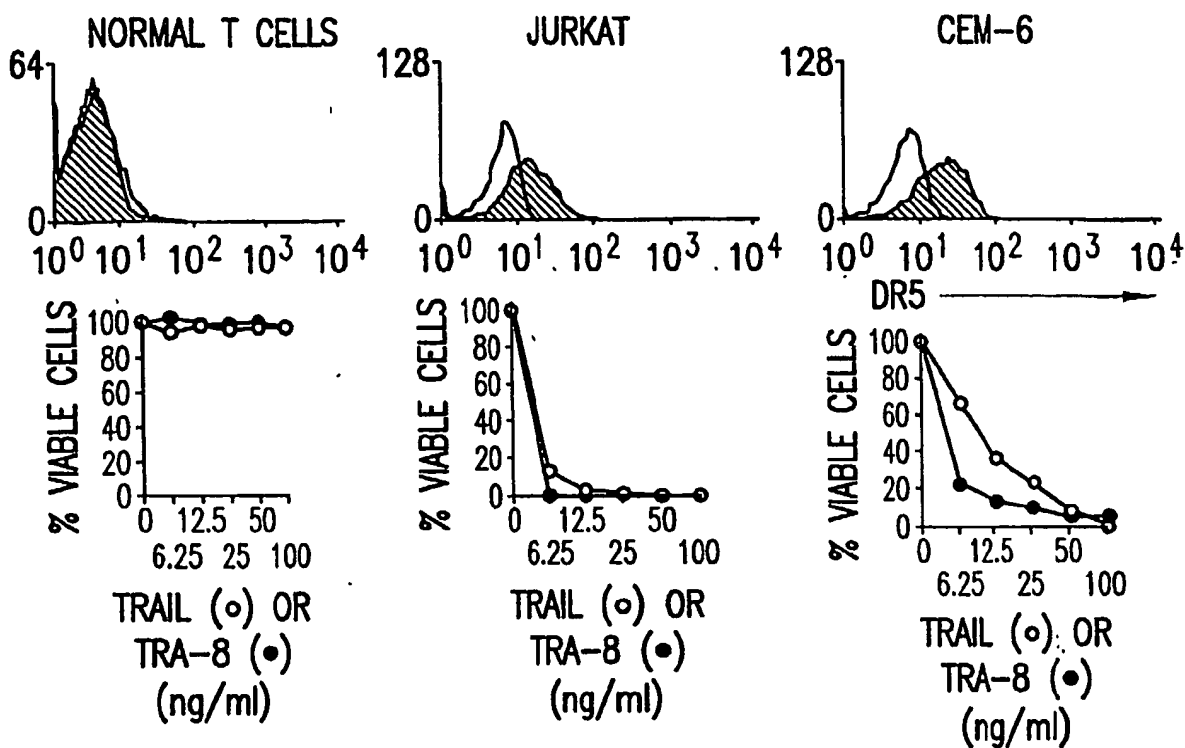 NORMAL T CELLS
64
0
10^0 10^1 10^2 10^3 10^4
JURKAT
128
0
10^0 10^1 10^2 10^3 10^4
CEM-6
128
0
10^0 10^1 10^2 10^3 10^4
DR5
% VIABLE CELLS
100
80
60
40
20
0
0 12.5 50
6.25 25 100
TRAIL (○) OR
TRA-8 (●)
(ng/ml)
% VIABLE CELLS
100
80
60
40
20
0
0 12.5 50
6.25 25 100
TRAIL (○) OR
TRA-8 (●)
(ng/ml)
% VIABLE CELLS
100
80
60
40
20
0
0 12.5 50
6.25 25 100
TRAIL (○) OR
TRA-8 (●)
(ng/ml)